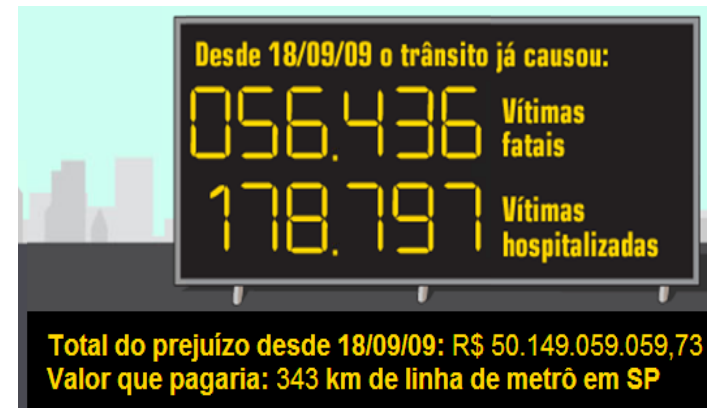 Desde 18/09/09 o trânsito já causou:
056.436 Vítimas
fatais
178.797 Vítimas
hospitalizadas
Total do prejuízo desde 18/09/09: R$ 50.149.059.059,73
Valor que pagaria: 343 km de linha de metrô em SP